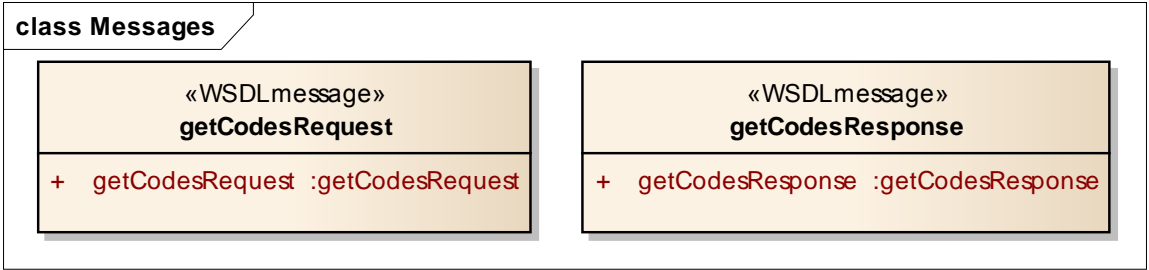 class Messages
«WSDLmessage»
getCodesRequest
+ getCodesRequest :getCodesRequest
«WSDLmessage»
getCodesResponse
+ getCodesResponse :getCodesResponse